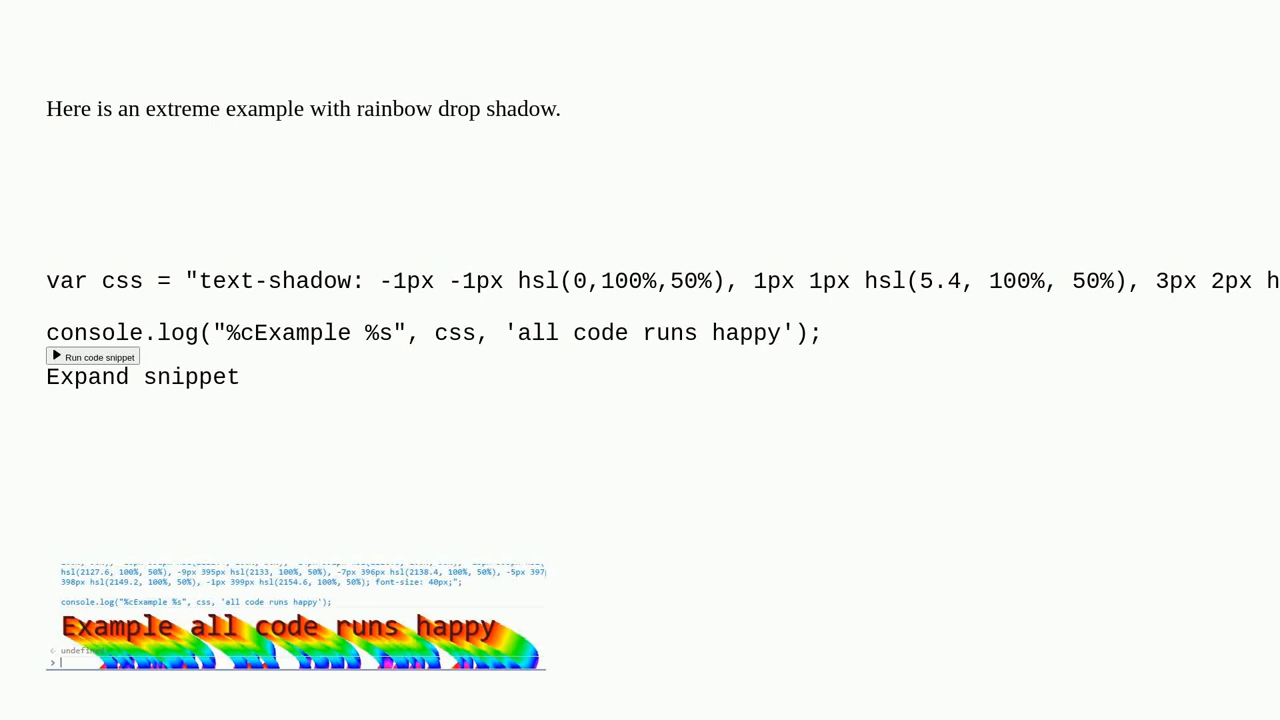 Here is an extreme example with rainbow drop shadow.
var css = "text-shadow: -1px -1px hsl(0,100%,50%), 1px 1px hsl(5.4, 100%, 50%), 3px 2px h
console.log("%cExample %s", css, 'all code runs happy');
Run code snippet
Expand snippet
hsl(2127.6, 100%, 50%), -9px 395px hsl(2133, 100%, 50%), -7px 396px hsl(2138.4, 100%, 50%), -5px 397p
398px hsl(2149.2, 100%, 50%), -1px 399px hsl(2154.6, 100%, 50%); font-size: 40px;";
console.log("%cExample %s", css, 'all code runs happy');
Example all code runs happy
undefined